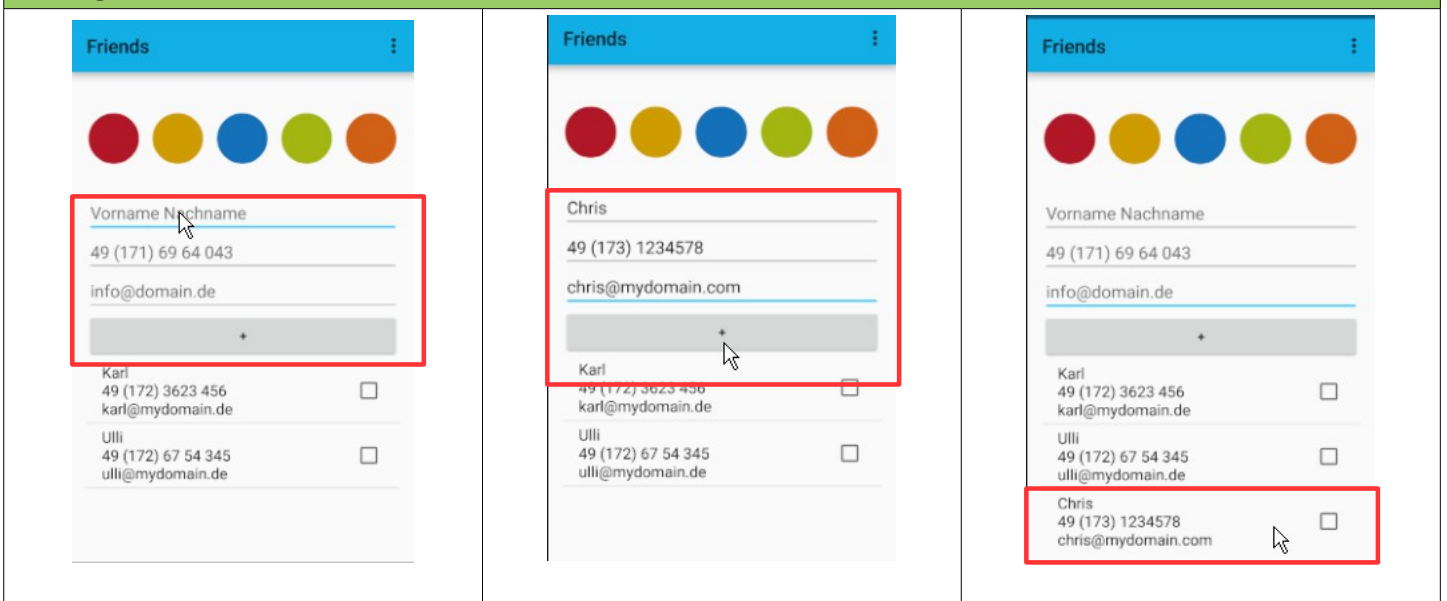 Friends
Vorname Nachname
49 (171) 69 64 043
info@domain.de
+
Karl
49 (172) 3623 456
karl@mydomain.de
Ulli
49 (172) 67 54 345
ulli@mydomain.de
Friends
Chris
49 (173) 1234578
chris@mydomain.com
+
Karl
49 (172) 3623 456
karl@mydomain.de
Ulli
49 (172) 67 54 345
ulli@mydomain.de
Friends
Vorname Nachname
49 (171) 69 64 043
info@domain.de
+
Karl
49 (172) 3623 456
karl@mydomain.de
Ulli
49 (172) 67 54 345
ulli@mydomain.de
Chris
49 (173) 1234578
chris@mydomain.com